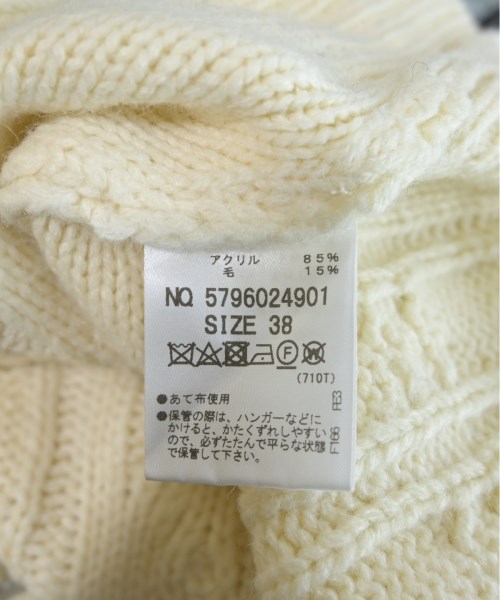 アクリル 85%
毛 15%
NO. 5796024901
SIZE 38
F
W
(710T)
●あて布使用
●保管の際は、ハンガーなどに
かけると、かたくずれしやすい
ので、必ずたたんで平らな状態
で保管して下さい。
F186 FE3